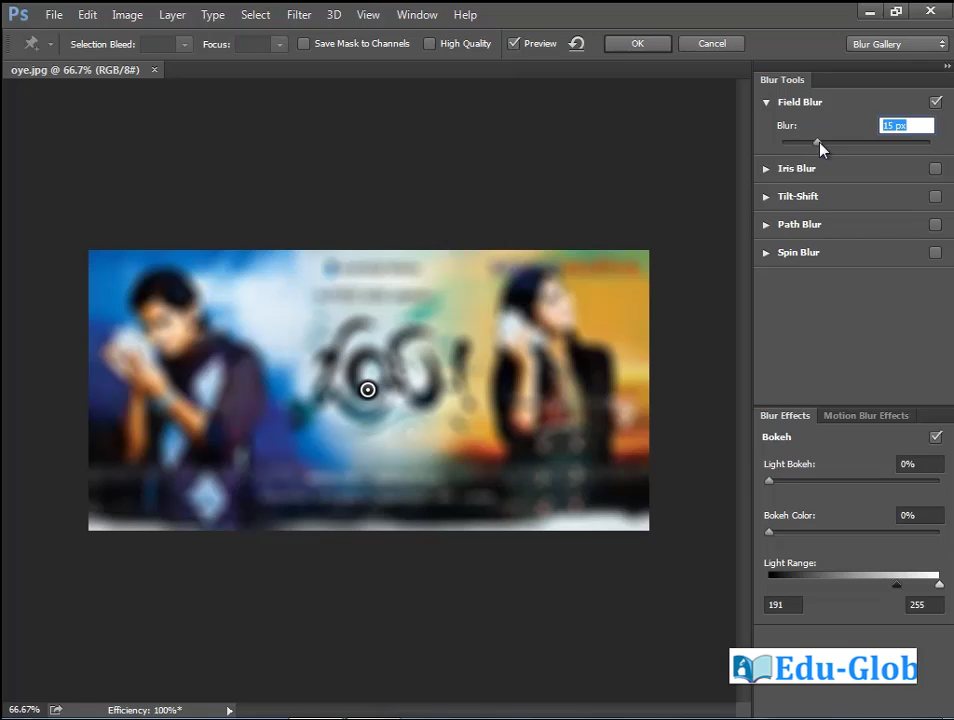 Ps File Edit Image Layer Type Select Filter 3D View Window Help
Selection Bleed: Focus: Save Mask to Channels High Quality Preview OK Cancel Blur Gallery
oye.jpg @ 66.7% (RGB/8#) ×
Blur Tools
Field Blur
Blur: 15 px
Iris Blur
Tilt-Shift
Path Blur
Spin Blur
Blur Effects Motion Blur Effects
Bokeh
Light Bokeh: 0%
Bokeh Color: 0%
Light Range:
191 255
Edu-Glob
66.67% Efficiency: 100%*